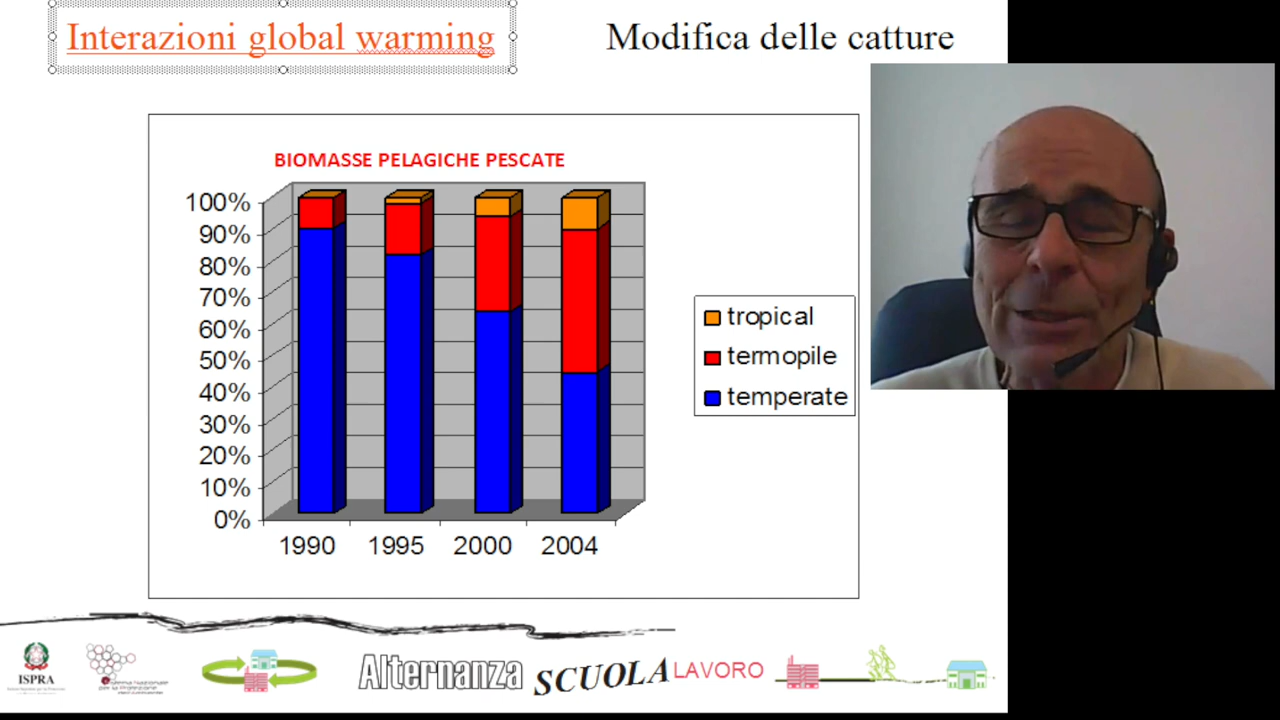 Interazioni global warming
Modifica delle catture
BIOMASSE PELAGICHE PESCATE
100%
90%
80%
70%
60%
50%
40%
30%
20%
10%
0%
1990 1995 2000 2004
tropical
termopile
temperate
ISPRA
Alternanza SCUOLA LAVORO